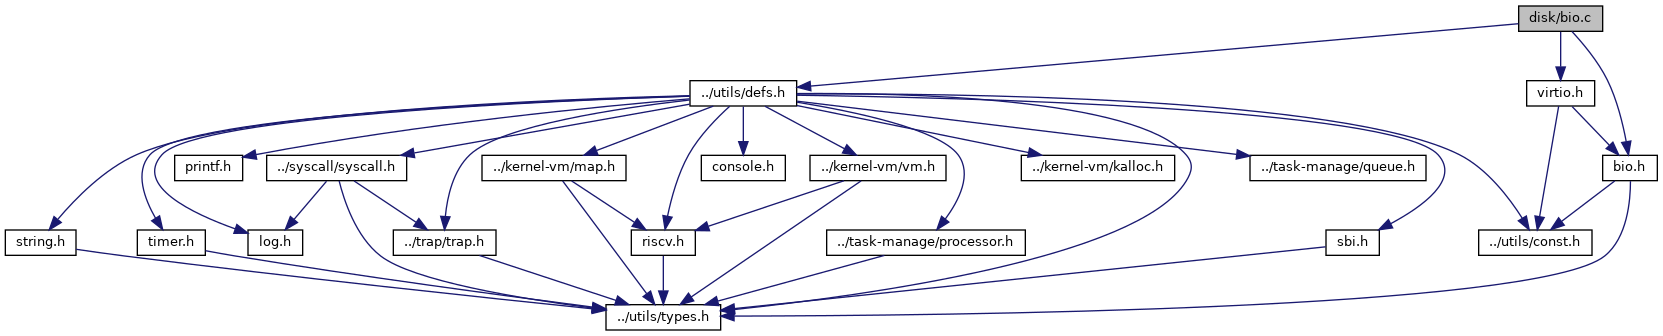 disk/bio.c
../utils/defs.h
virtio.h
printf.h
../syscall/syscall.h
../kernel-vm/map.h
console.h
../kernel-vm/vm.h
../kernel-vm/kalloc.h
../task-manage/queue.h
bio.h
string.h
timer.h
log.h
../trap/trap.h
riscv.h
../task-manage/processor.h
sbi.h
../utils/const.h
../utils/types.h